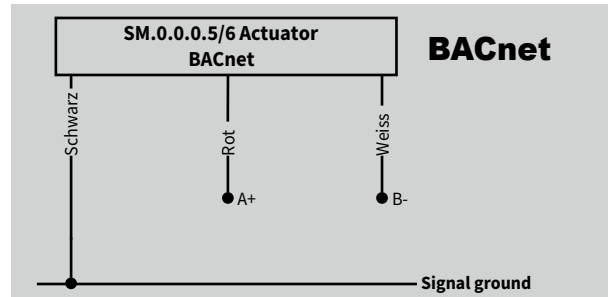 SM.0.0.0.5/6 Actuator
BACnet
BACnet
Schwarz
Rot
Weiss
A+
B-
Signal ground